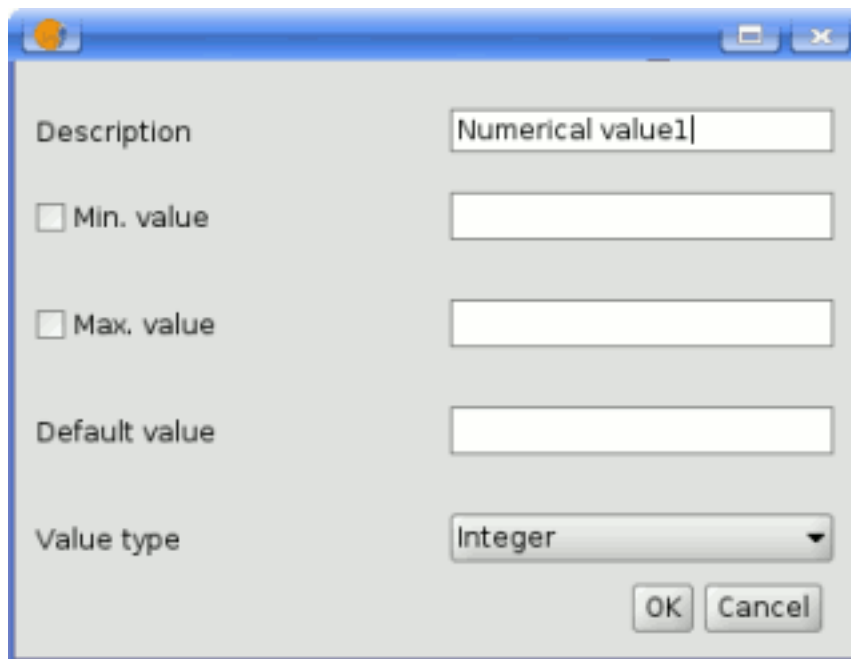 Description Numerical value1
Min. value
Max. value
Default value
Value type Integer
OK Cancel